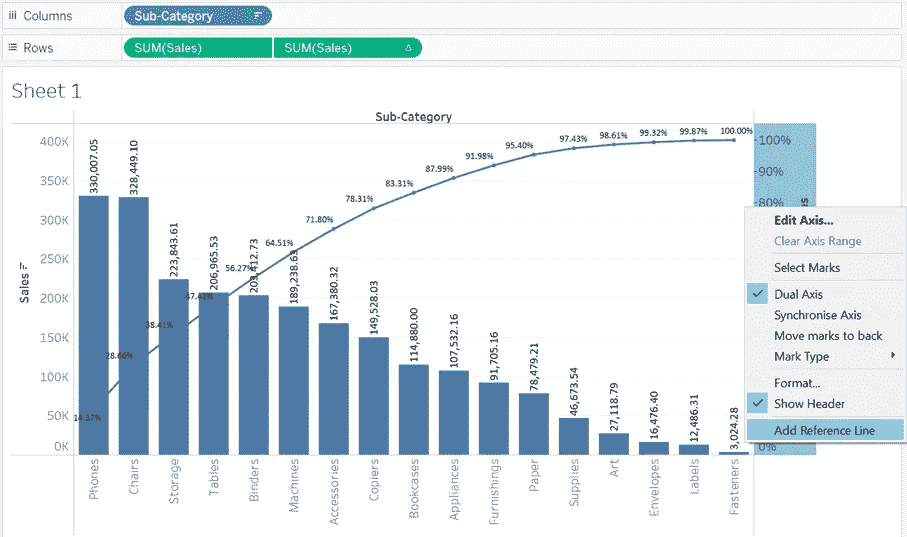 Columns
Sub-Category
Rows
SUM(Sales)
SUM(Sales)
Sheet 1
Sub-Category
400K
350K
300K
250K
200K
150K
100K
50K
0K
Sales
330,007.05
328,449.10
223,843.61
206,965.53
203,412.73
189,238.63
167,380.32
149,528.03
114,880.00
107,532.16
91,705.16
78,479.21
46,673.54
27,118.79
16,476.40
12,486.31
3,024.28
14.37%
28.66%
38.41%
47.42%
56.27%
64.51%
71.80%
78.31%
83.31%
87.99%
91.98%
95.40%
97.43%
98.61%
99.32%
99.87%
100.00%
100%
90%
80%
0%
Edit Axis...
Clear Axis Range
Select Marks
Dual Axis
Synchronise Axis
Move marks to back
Mark Type
Format...
Show Header
Add Reference Line
Phones
Chairs
Storage
Tables
Binders
Machines
Accessories
Copiers
Bookcases
Appliances
Furnishings
Paper
Supplies
Art
Envelopes
Labels
Fasteners